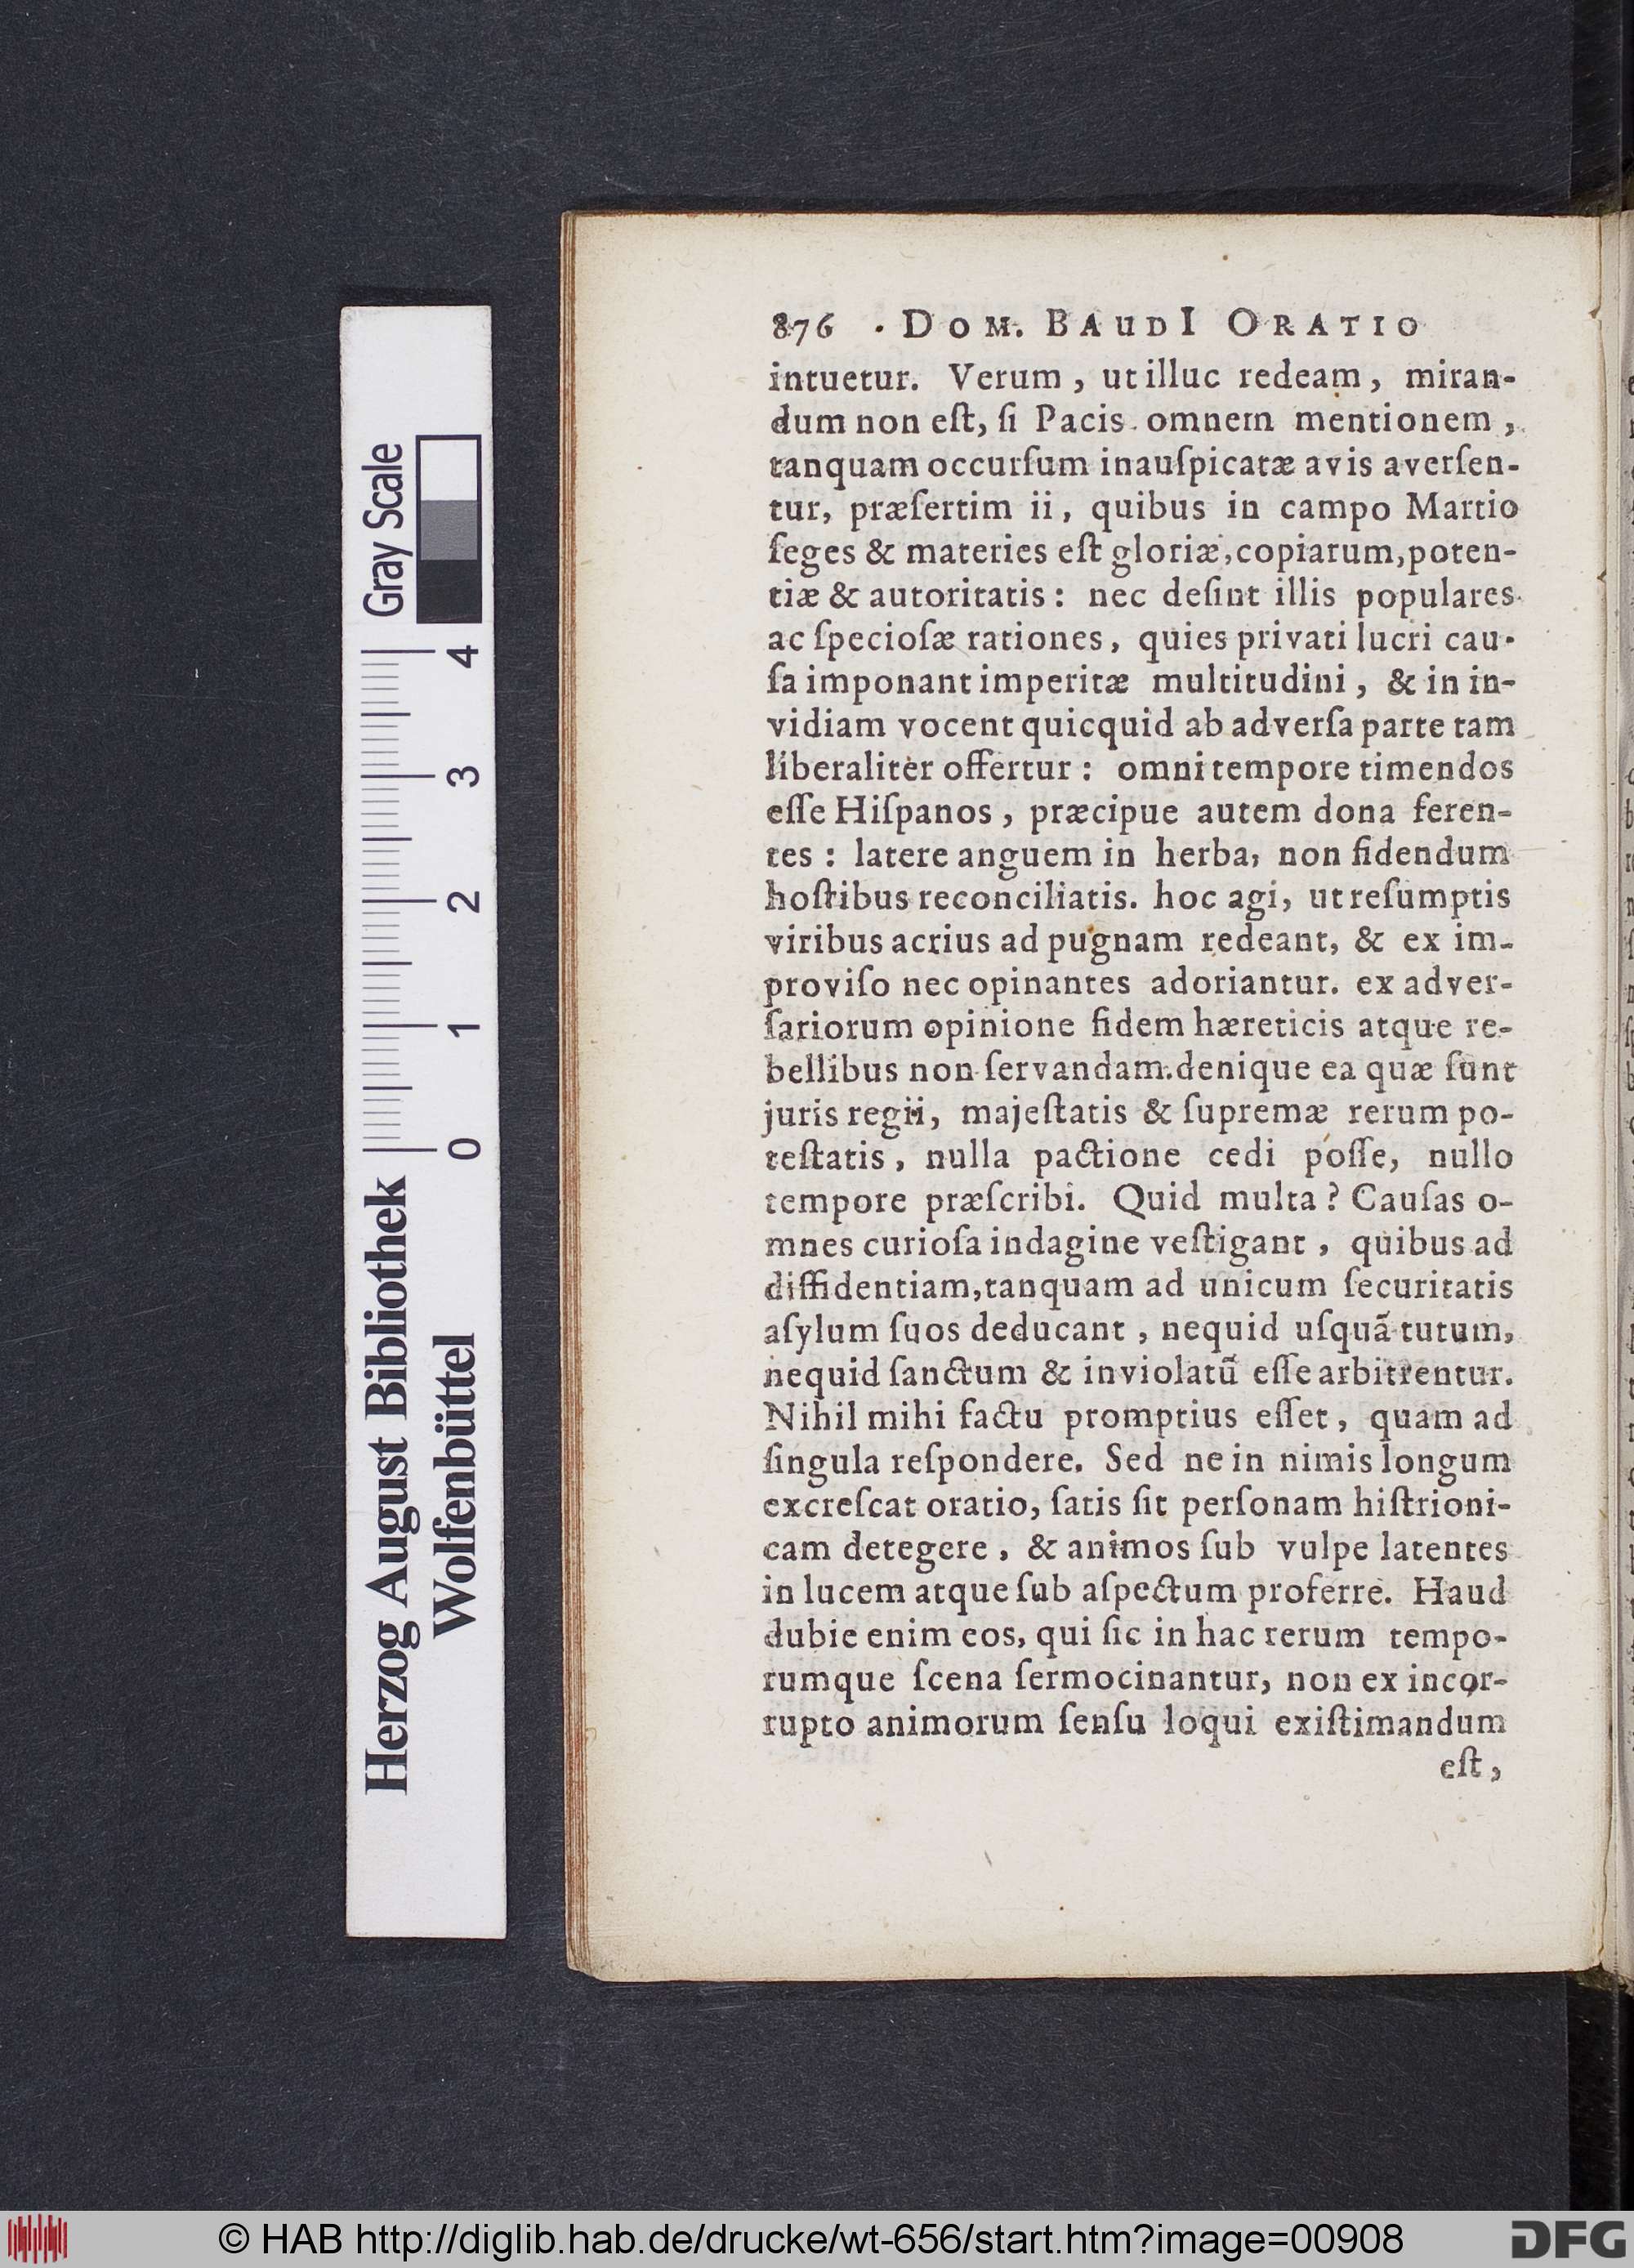 876 . DOM. BAUDI ORATIO
intuetur. Verum, ut illuc redeam, miran-
dum non eſt, ſi Pacis omnem mentionem,
tanquam occurſum inauſpicatæ avis averſen-
tur, præſertim ii, quibus in campo Martio
ſeges & materies eſt gloriæ, copiarum, poten-
tiæ & autoritatis: nec deſint illis populares
ac ſpecioſæ rationes, quies privati lucri cau-
ſa imponant imperitæ multitudini, & in in-
vidiam vocent quicquid ab adverſa parte tam
liberaliter offertur: omni tempore timendos
eſſe Hiſpanos, præcipue autem dona feren-
tes: latere anguem in herba, non fidendum
hoſtibus reconciliatis. hoc agi, ut reſumptis
viribus acrius ad pugnam redeant, & ex im-
proviſo nec opinantes adoriantur. ex adver-
ſariorum opinione fidem hæreticis atque re-
bellibus non ſervandam. denique ea quæ ſunt
juris regii, majeſtatis & ſupremæ rerum po-
teſtatis, nulla pactione cedi poſſe, nullo
tempore præſcribi. Quid multa? Cauſas o-
mnes curioſa indagine veſtigant, quibus ad
diffidentiam, tanquam ad unicum ſecuritatis
aſylum ſuos deducant, nequid uſquã tutum,
nequid ſanctum & inviolatũ eſſe arbitrentur.
Nihil mihi factu promptius eſſet, quam ad
ſingula reſpondere. Sed ne in nimis longum
excreſcat oratio, ſatis ſit perſonam hiſtrioni-
cam detegere, & animos ſub vulpe latentes
in lucem atque ſub aſpectum proferre. Haud
dubie enim eos, qui ſic in hac rerum tempo-
rumque ſcena ſermocinantur, non ex incor-
rupto animorum ſenſu loqui exiſtimandum
eſt,
Herzog August Bibliothek
Wolfenbüttel
0 1 2 3 4
Gray Scale
© HAB http://diglib.hab.de/drucke/wt-656/start.htm?image=00908
DFG